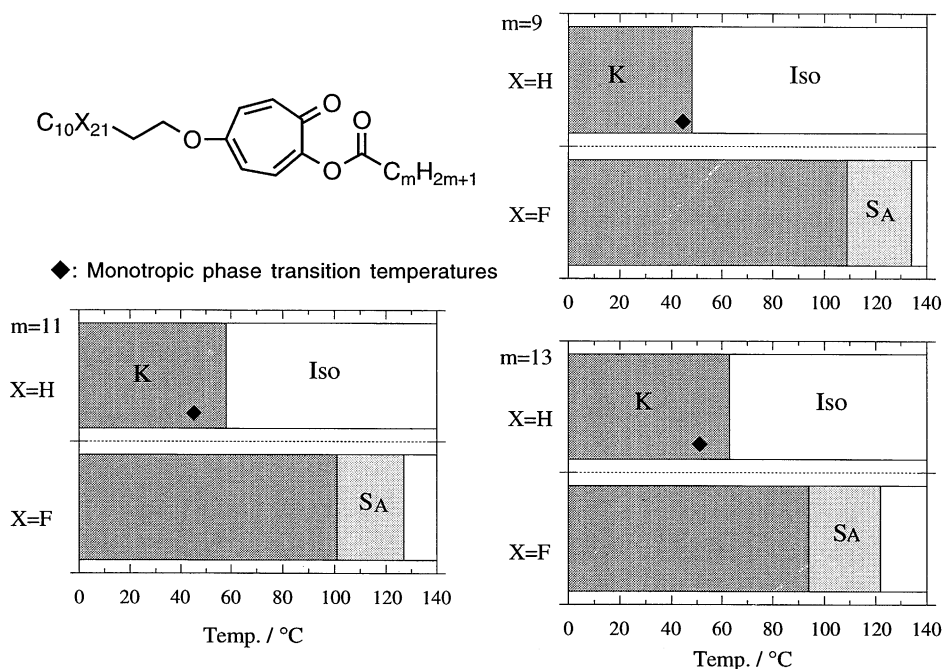 C10X21
O
O
O
O
CmH2m+1
◆: Monotropic phase transition temperatures
m=9
X=H
K
Iso
X=F
SA
0 20 40 60 80 100 120 140
m=11
X=H
K
Iso
X=F
SA
0 20 40 60 80 100 120 140
Temp. / °C
m=13
X=H
K
Iso
X=F
SA
0 20 40 60 80 100 120 140
Temp. / °C